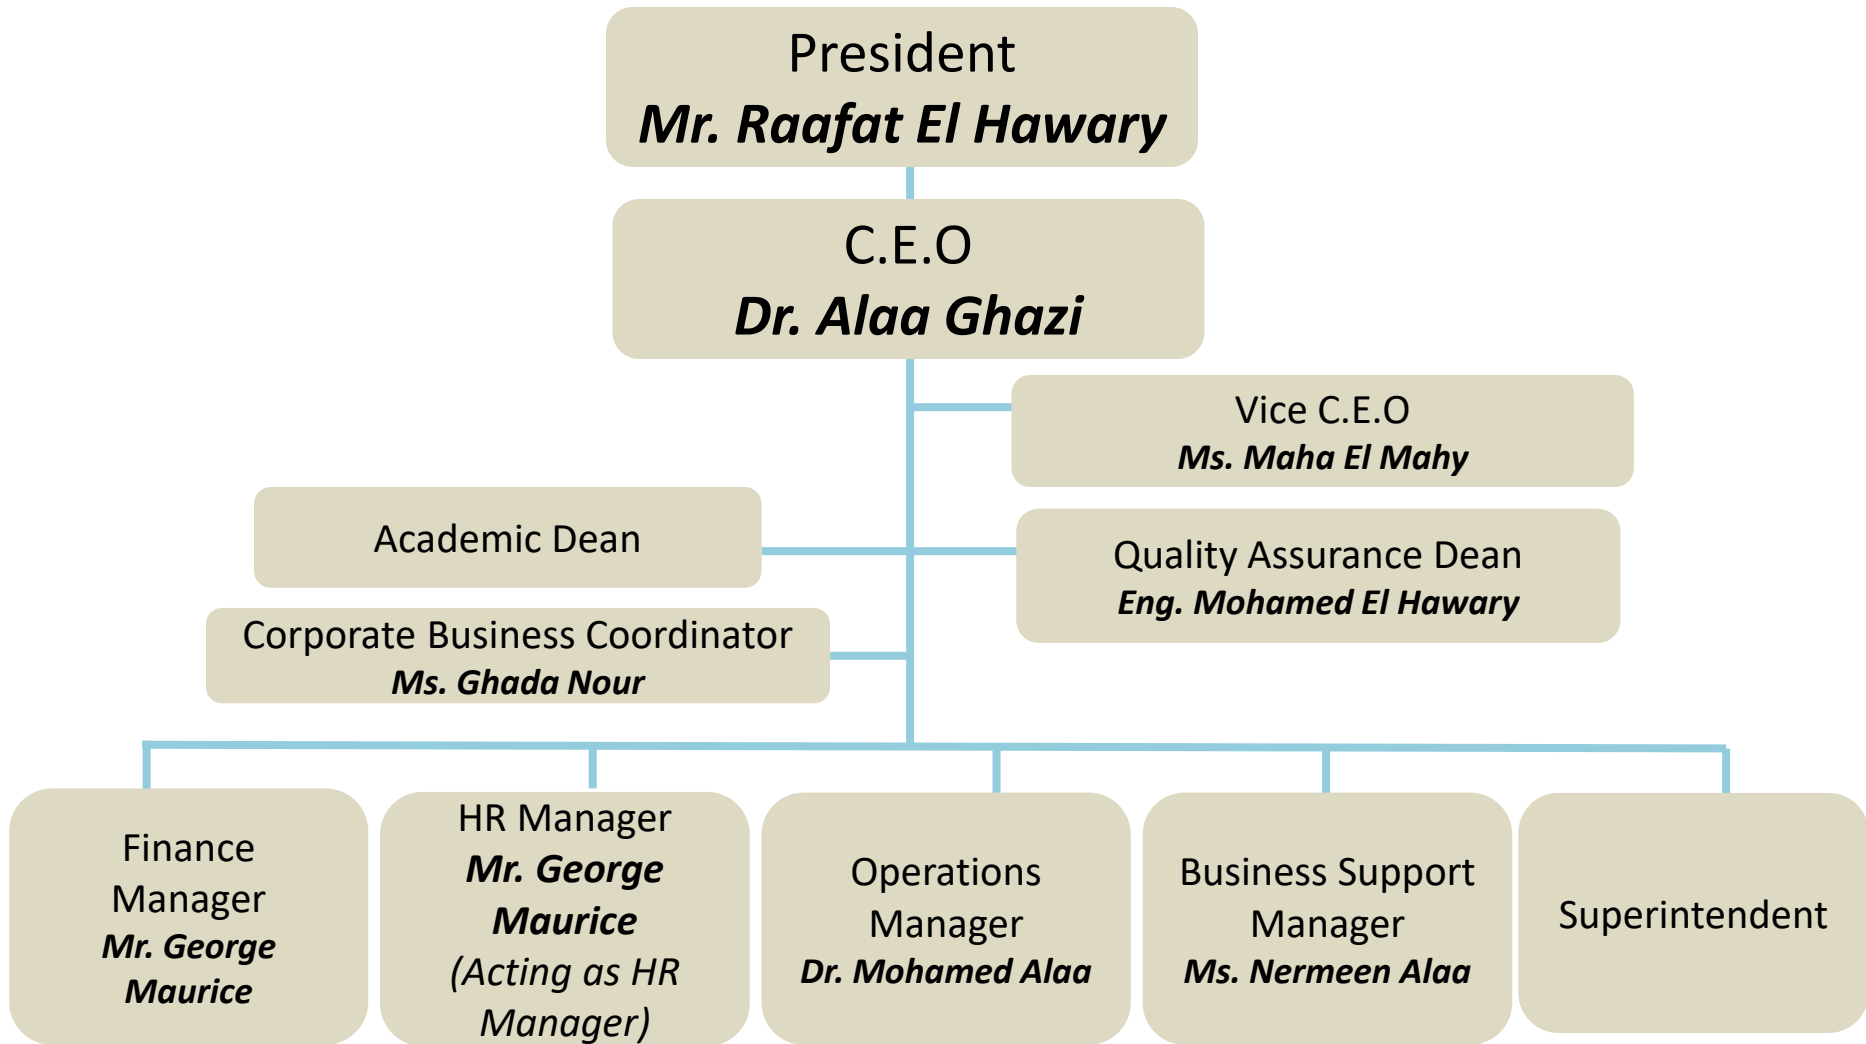 President
Mr. Raafat El Hawary
C.E.O
Dr. Alaa Ghazi
Vice C.E.O
Ms. Maha El Mahy
Academic Dean
Quality Assurance Dean
Eng. Mohamed El Hawary
Corporate Business Coordinator
Ms. Ghada Nour
Finance
Manager
Mr. George
Maurice
HR Manager
Mr. George
Maurice
(Acting as HR
Manager)
Operations
Manager
Dr. Mohamed Alaa
Business Support
Manager
Ms. Nermeen Alaa
Superintendent